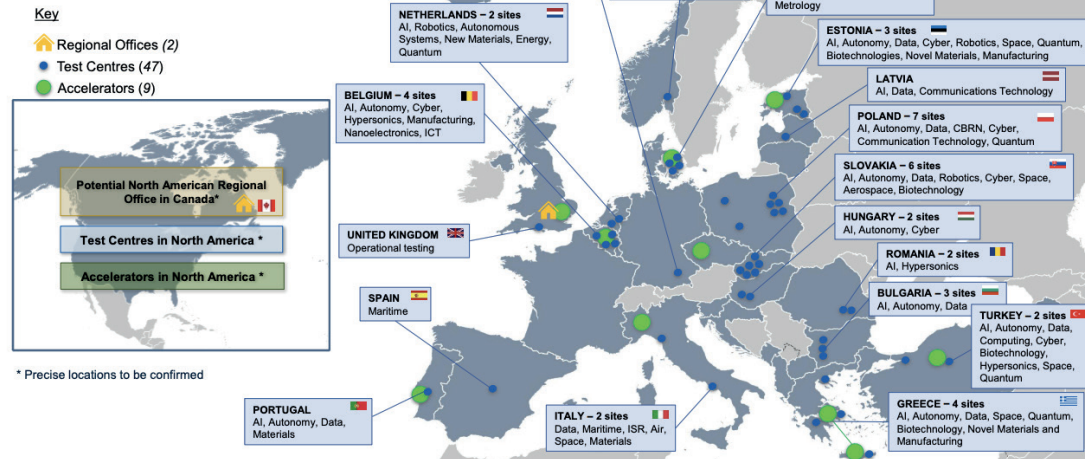 Key
Regional Offices (2)
Test Centres (47)
Accelerators (9)
Potential North American Regional
Office in Canada*
Test Centres in North America *
Accelerators in North America *
* Precise locations to be confirmed
NETHERLANDS – 2 sites
AI, Robotics, Autonomous
Systems, New Materials, Energy,
Quantum
BELGIUM – 4 sites
AI, Autonomy, Cyber,
Hypersonics, Manufacturing,
Nanoelectronics, ICT
UNITED KINGDOM
Operational testing
SPAIN
Maritime
PORTUGAL
AI, Autonomy, Data,
Materials
ITALY – 2 sites
Data, Maritime, ISR, Air,
Space, Materials
Metrology
ESTONIA – 3 sites
AI, Autonomy, Data, Cyber, Robotics, Space, Quantum,
Biotechnologies, Novel Materials, Manufacturing
LATVIA
AI, Data, Communications Technology
POLAND – 7 sites
AI, Autonomy, Data, CBRN, Cyber,
Communication Technology, Quantum
SLOVAKIA – 6 sites
AI, Autonomy, Data, Robotics, Cyber, Space,
Aerospace, Biotechnology
HUNGARY – 2 sites
AI, Autonomy, Cyber
ROMANIA – 2 sites
AI, Hypersonics
BULGARIA – 3 sites
AI, Autonomy, Data
TURKEY – 2 sites
AI, Autonomy, Data,
Computing, Cyber,
Biotechnology,
Hypersonics, Space,
Quantum
GREECE – 4 sites
AI, Autonomy, Data, Space, Quantum,
Biotechnology, Novel Materials and
Manufacturing